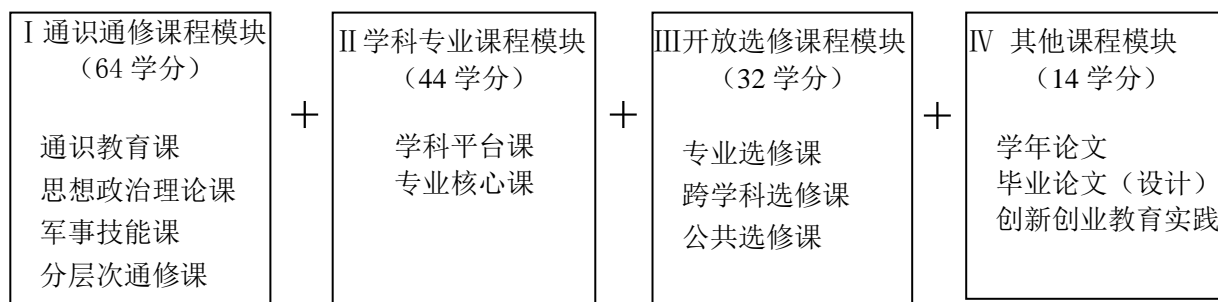 Ⅰ通识通修课程模块
（64 学分）
通识教育课
思想政治理论课
军事技能课
分层次通修课
＋
Ⅱ学科专业课程模块
（44 学分）
学科平台课
专业核心课
＋
Ⅲ开放选修课程模块
（32 学分）
专业选修课
跨学科选修课
公共选修课
＋
Ⅳ 其他课程模块
（14 学分）
学年论文
毕业论文（设计）
创新创业教育实践